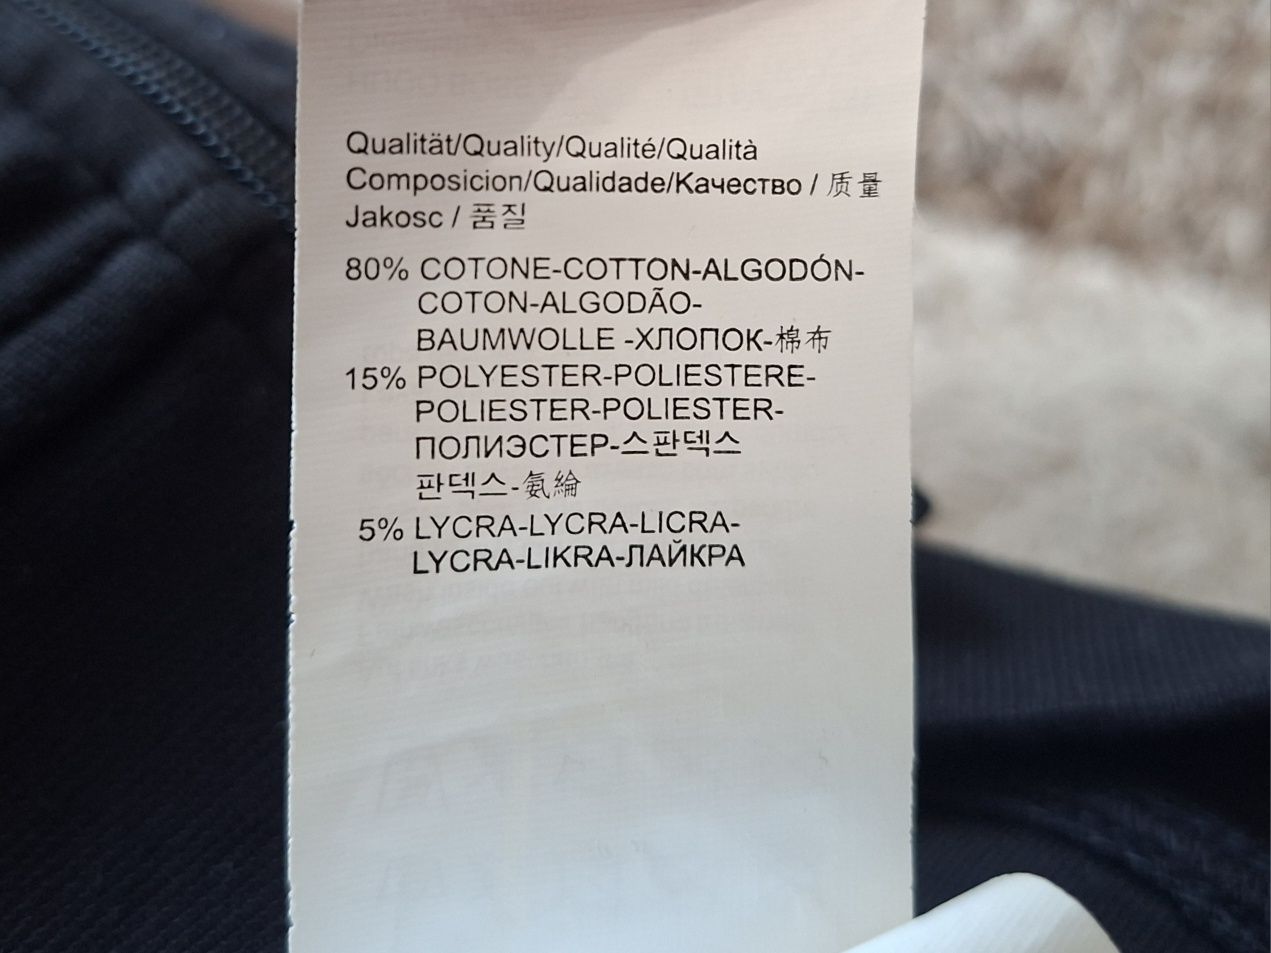 Qualität/Quality/Qualité/Qualità
Composicion/Qualidade/Качество / 质量
Jakosc / 품질
80% COTONE-COTTON-ALGODÓN-
COTON-ALGODÃO-
BAUMWOLLE -ХЛОПОК-棉布
15% POLYESTER-POLIESTERE-
POLIESTER-POLIESTER-
ПОЛИЭСТЕР-스판덱스
판덱스-氨綸
5% LYCRA-LYCRA-LICRA-
LYCRA-LIKRA-ЛАЙКРА